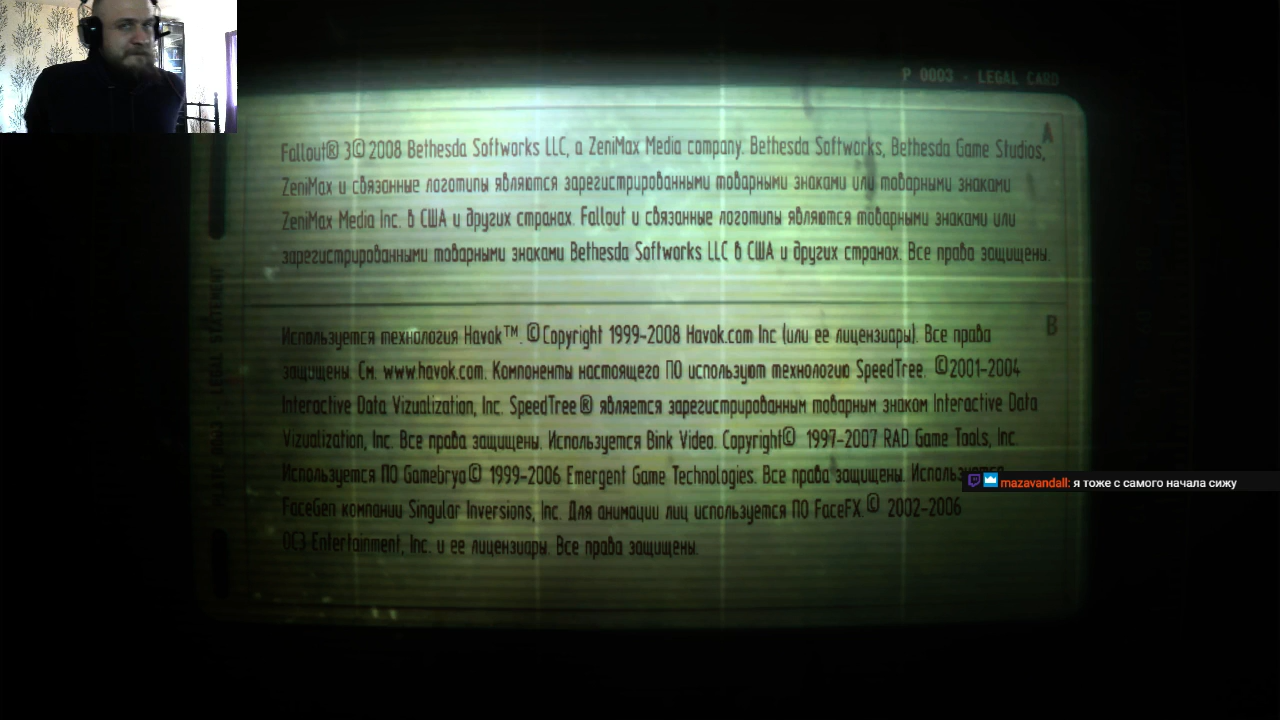 P 0003 - LEGAL CARD
A
Fallout® 3© 2008 Bethesda Softworks LLC, a ZeniMax Media company. Bethesda Softworks, Bethesda Game Studios,
ZeniMax и связанные логотипы являются зарегистрированными товарными знаками или товарными знаками
ZeniMax Media Inc. в США и других странах. Fallout и связанные логотипы являются товарными знаками или
зарегистрированными товарными знаками Bethesda Softworks LLC в США и других странах. Все права защищены.
B
Используется технология Havok™. ©Copyright 1999-2008 Havok.com Inc (или ее лицензиары). Все права
защищены. См. www.havok.com. Компоненты настоящего ПО используют технологию SpeedTree. ©2001-2004
Interactive Data Vizualization, Inc. SpeedTree® является зарегистрированным товарным знаком Interactive Data
Vizualization, Inc. Все права защищены. Используется Bink Video. Copyright© 1997-2007 RAD Game Tools, Inc.
Используется ПО Gamebryo© 1999-2006 Emergent Game Technologies. Все права защищены. Используется
FaceGen компании Singular Inversions, Inc. Для анимации лиц используется ПО FaceFX.© 2002-2006
OC3 Entertainment, Inc. и ее лицензиары. Все права защищены.
mazavandall: я тоже с самого начала сижу